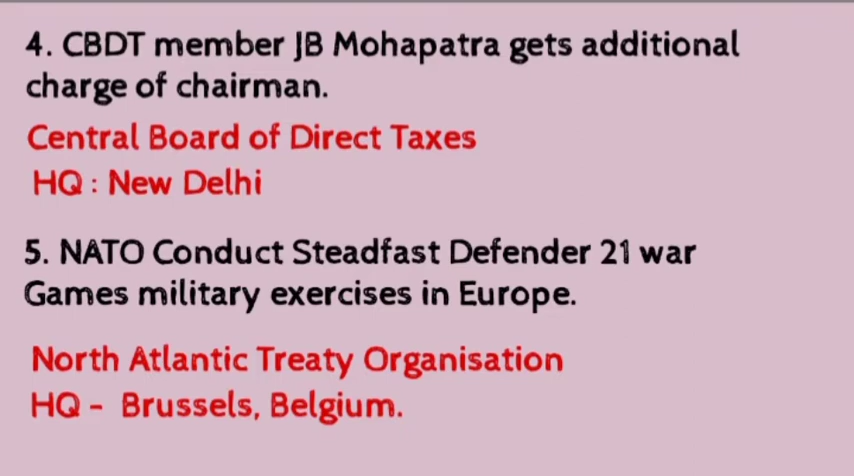 4. CBDT member JB Mohapatra gets additional
charge of chairman.
Central Board of Direct Taxes
HQ : New Delhi
5. NATO Conduct Steadfast Defender 21 war
Games military exercises in Europe.
North Atlantic Treaty Organisation
HQ - Brussels, Belgium.